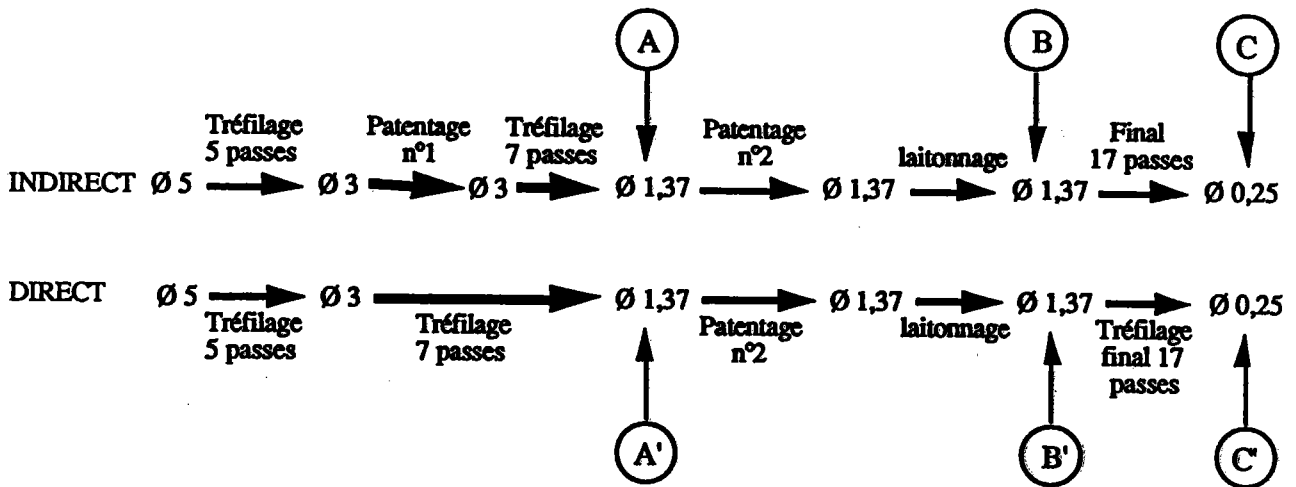 A B C
Tréfilage
5 passes
Patentage
n°1
Tréfilage
7 passes
Patentage
n°2
laitonnage
Final
17 passes
INDIRECT Ø 5 Ø 3 Ø 3 Ø 1,37 Ø 1,37 Ø 1,37 Ø 0,25
DIRECT Ø 5 Ø 3 Ø 1,37 Ø 1,37 Ø 1,37 Ø 0,25
Tréfilage
5 passes
Tréfilage
7 passes
Patentage
n°2
laitonnage
Tréfilage
final 17
passes
A' B' C'